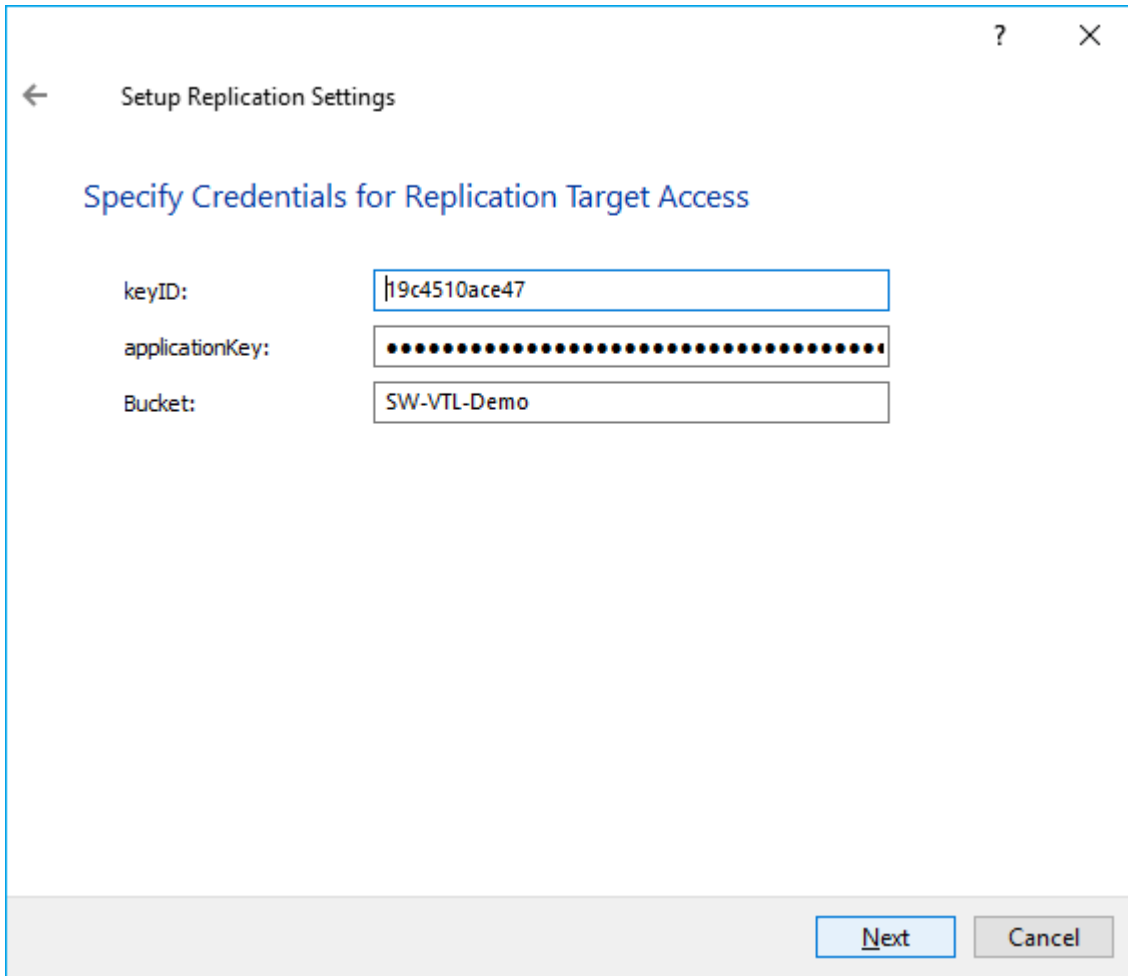 ?
Setup Replication Settings
Specify Credentials for Replication Target Access
keyID: 19c4510ace47
applicationKey: ●●●●●●●●●●●●●●●●●●●●●●●●●●●●●●●●●●●●
Bucket: SW-VTL-Demo
Next Cancel